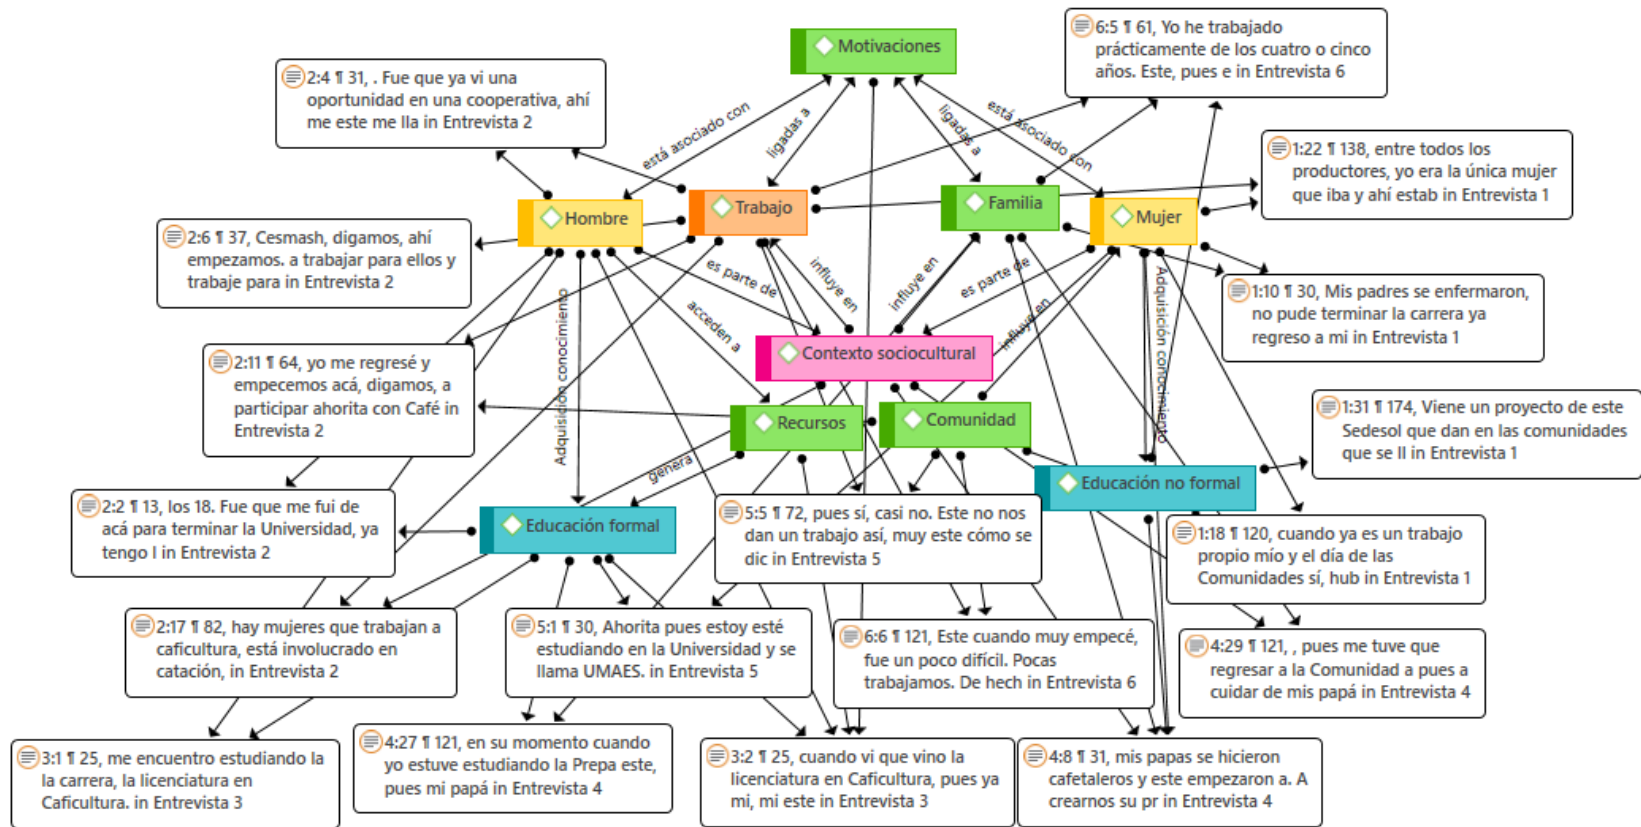 Motivaciones
6:5 ¶ 61, Yo he trabajado
prácticamente de los cuatro o cinco
años. Este, pues e in Entrevista 6
2:4 ¶ 31, . Fue que ya vi una
oportunidad en una cooperativa, ahí
me este me lla in Entrevista 2
está asociado con
ligadas a
ligadas a
está asociado con
1:22 ¶ 138, entre todos los
productores, yo era la única mujer
que iba y ahí estab in Entrevista 1
Hombre
Trabajo
Familia
Mujer
2:6 ¶ 37, Cesmash, digamos, ahí
empezamos. a trabajar para ellos y
trabaje para in Entrevista 2
es parte de
influye en
influye en
es parte de
1:10 ¶ 30, Mis padres se enfermaron,
no pude terminar la carrera ya
regreso a mi in Entrevista 1
acceden a
Adquisición conocimiento
Contexto sociocultural
influye en
Adquisición conocimiento
2:11 ¶ 64, yo me regresé y
empecemos acá, digamos, a
participar ahorita con Café in
Entrevista 2
Recursos
Comunidad
1:31 ¶ 174, Viene un proyecto de este
Sedesol que dan en las comunidades
que se ll in Entrevista 1
genera
Educación no formal
2:2 ¶ 13, los 18. Fue que me fui de
acá para terminar la Universidad, ya
tengo l in Entrevista 2
Educación formal
5:5 ¶ 72, pues sí, casi no. Este no nos
dan un trabajo así, muy este cómo se
dic in Entrevista 5
1:18 ¶ 120, cuando ya es un trabajo
propio mío y el día de las
Comunidades sí, hub in Entrevista 1
2:17 ¶ 82, hay mujeres que trabajan a
caficultura, está involucrado en
catación, in Entrevista 2
5:1 ¶ 30, Ahorita pues estoy esté
estudiando en la Universidad y se
llama UMAES. in Entrevista 5
6:6 ¶ 121, Este cuando muy empecé,
fue un poco difícil. Pocas
trabajamos. De hech in Entrevista 6
4:29 ¶ 121, , pues me tuve que
regresar a la Comunidad a pues a
cuidar de mis papá in Entrevista 4
3:1 ¶ 25, me encuentro estudiando la
la carrera, la licenciatura en
Caficultura. in Entrevista 3
4:27 ¶ 121, en su momento cuando
yo estuve estudiando la Prepa este,
pues mi papá in Entrevista 4
3:2 ¶ 25, cuando vi que vino la
licenciatura en Caficultura, pues ya
mi, mi este in Entrevista 3
4:8 ¶ 31, mis papas se hicieron
cafetaleros y este empezaron a. A
crearnos su pr in Entrevista 4